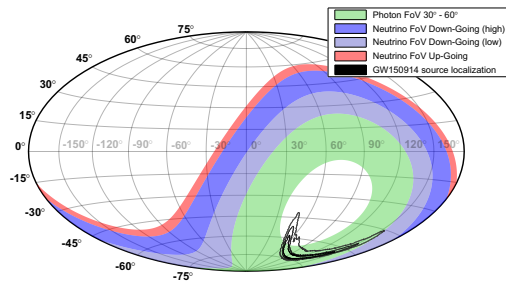 75°
60°
45°
30°
15°
0°
-15°
-30°
-45°
-60°
-75°
75°
-150° -120° -90° -60° -30° 0° 30° 60° 90° 120° 150°
Photon FoV 30° - 60°
Neutrino FoV Down-Going (high)
Neutrino FoV Down-Going (low)
Neutrino FoV Up-Going
GW150914 source localization